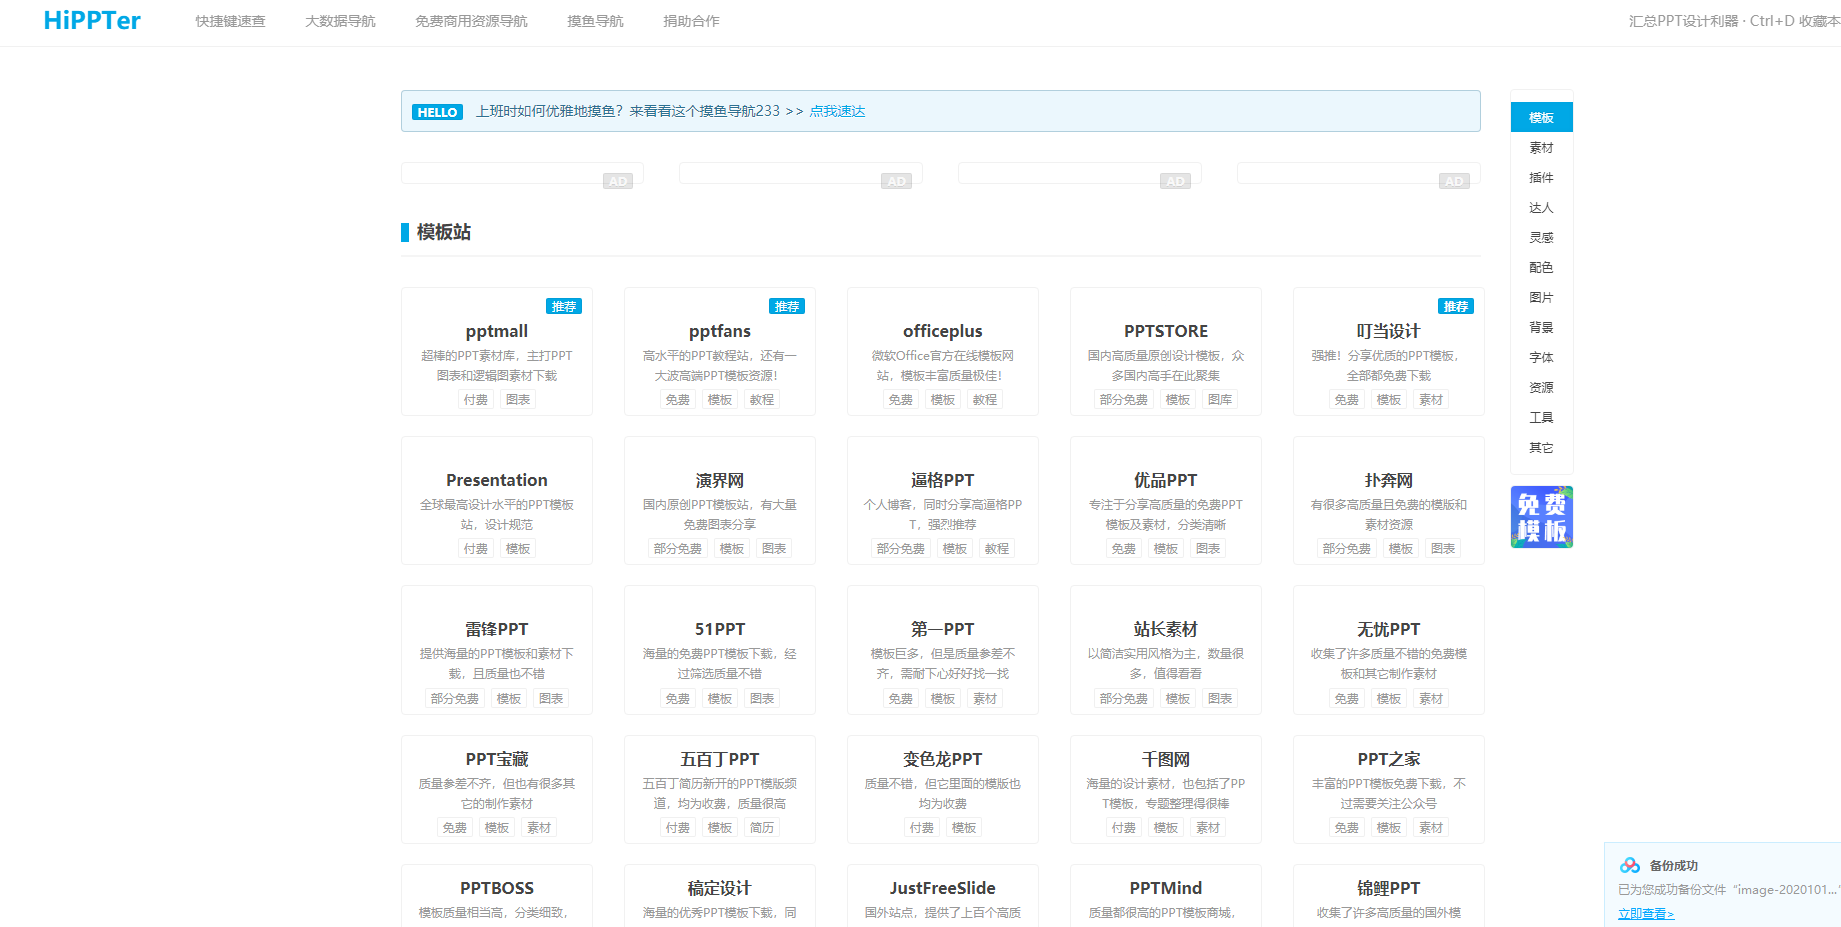 HiPPTer 快捷键速查 大数据导航 免费商用资源导航 摸鱼导航 捐助合作 汇总PPT设计利器 · Ctrl+D 收藏本
HELLO 上班时如何优雅地摸鱼？来看看这个摸鱼导航233 >> 点我速达
AD AD AD AD
模板站
推荐
pptmall
超棒的PPT素材库，主打PPT
图表和逻辑图素材下载
付费 图表
推荐
pptfans
高水平的PPT教程站，还有一
大波高端PPT模板资源！
免费 模板 教程
officeplus
微软Office官方在线模板网
站，模板丰富质量极佳！
免费 模板 教程
PPTSTORE
国内高质量原创设计模板，众
多国内高手在此聚集
部分免费 模板 图库
推荐
叮当设计
强推！分享优质的PPT模板，
全部都免费下载
免费 模板 素材
Presentation
全球最高设计水平的PPT模板
站，设计规范
付费 模板
演界网
国内原创PPT模板站，有大量
免费图表分享
部分免费 模板 图表
逼格PPT
个人博客，同时分享高逼格PP
T，强烈推荐
部分免费 模板 教程
优品PPT
专注于分享高质量的免费PPT
模板及素材，分类清晰
免费 模板 图表
扑奔网
有很多高质量且免费的模版和
素材资源
部分免费 模板 图表
雷锋PPT
提供海量的PPT模板和素材下
载，且质量也不错
部分免费 模板 图表
51PPT
海量的免费PPT模板下载，经
过筛选质量不错
免费 模板 图表
第一PPT
模板巨多，但是质量参差不
齐，需耐下心好好找一找
免费 模板 素材
站长素材
以简洁实用风格为主，数量很
多，值得看看
部分免费 模板 图表
无忧PPT
收集了许多质量不错的免费模
板和其它制作素材
免费 模板 素材
PPT宝藏
质量参差不齐，但也有很多其
它的制作素材
免费 模板 素材
五百丁PPT
五百丁简历新开的PPT模版频
道，均为收费，质量很高
付费 模板 简历
变色龙PPT
质量不错，但它里面的模版也
均为收费
付费 模板
千图网
海量的设计素材，也包括了PP
T模板，专题整理得很棒
付费 模板 素材
PPT之家
丰富的PPT模板免费下载，不
过需要关注公众号
免费 模板 素材
PPTBOSS
模板质量相当高，分类细致，
稿定设计
海量的优秀PPT模板下载，同
JustFreeSlide
国外站点，提供了上百个高质
PPTMind
质量都很高的PPT模板商城，
锦鲤PPT
收集了许多高质量的国外模
模板
素材
插件
达人
灵感
配色
图片
背景
字体
资源
工具
其它
免费
模板
备份成功
已为您成功备份文件“image-2020101...”
立即查看>